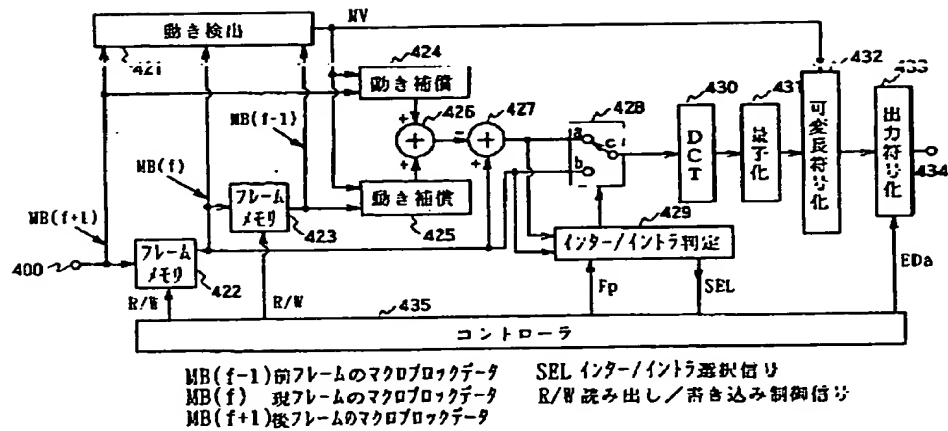 動き検出
MV
421
424
動き補償
426
427
428
430
431
432
433
MB(f-1)
MB(f)
MB(f+1)
a
b
c
DCT
量子化
可変長符号化
出力符号化
434
フレームメモリ
423
動き補償
425
429
インター/イントラ判定
400
フレームメモリ
422
R/W
R/W
Fp
SEL
EDa
435
コントローラ
MB(f-1)前フレームのマクロブロックデータ
SEL インター/イントラ選択信号
MB(f) 現フレームのマクロブロックデータ
R/W 読み出し/書き込み制御信号
MB(f+1)後フレームのマクロブロックデータ